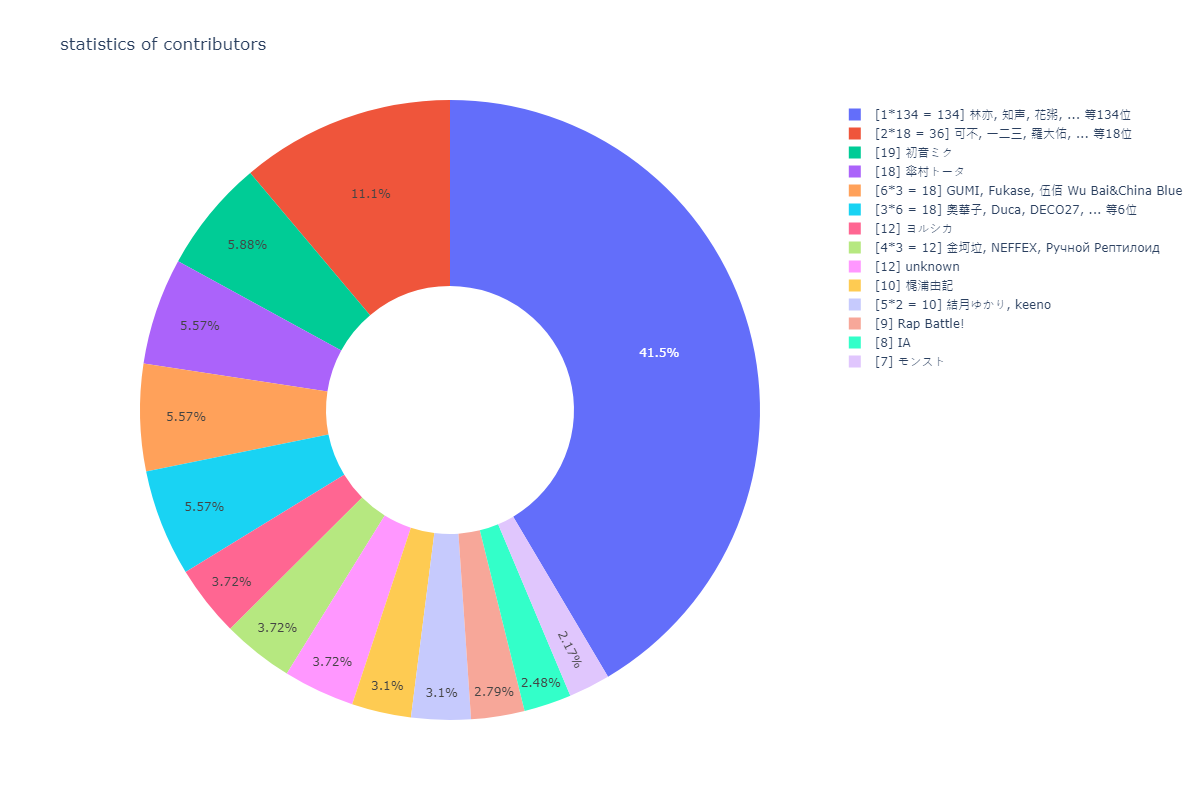 statistics of contributors
41.5%
11.1%
5.88%
5.57%
5.57%
5.57%
3.72%
3.72%
3.72%
3.1%
3.1%
2.79%
2.48%
2.17%
[1*134 = 134] 林亦, 知声, 花粥, ... 等134位
[2*18 = 36] 可不, 一二三, 羅大佑, ... 等18位
[19] 初音ミク
[18] 傘村トータ
[6*3 = 18] GUMI, Fukase, 伍佰 Wu Bai&China Blue
[3*6 = 18] 奥華子, Duca, DECO27, ... 等6位
[12] ヨルシカ
[4*3 = 12] 金坷垃, NEFFEX, Ручной Рептилоид
[12] unknown
[10] 梶浦由記
[5*2 = 10] 結月ゆかり, keeno
[9] Rap Battle!
[8] IA
[7] モンスト